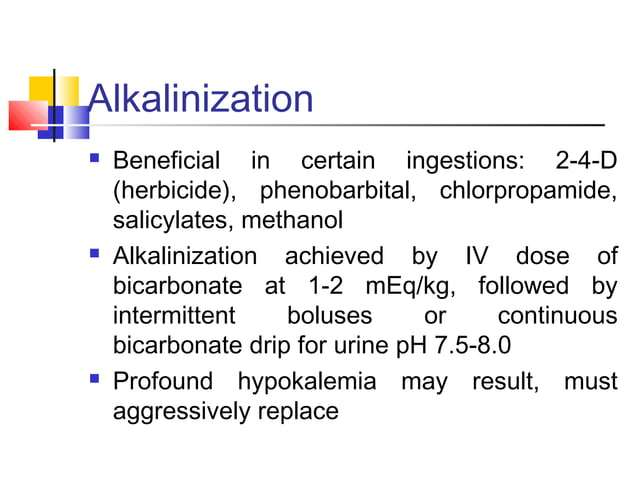 Alkalinization
Beneficial in certain ingestions: 2-4-D
(herbicide), phenobarbital, chlorpropamide,
salicylates, methanol
Alkalinization achieved by IV dose of
bicarbonate at 1-2 mEq/kg, followed by
intermittent boluses or continuous
bicarbonate drip for urine pH 7.5-8.0
Profound hypokalemia may result, must
aggressively replace